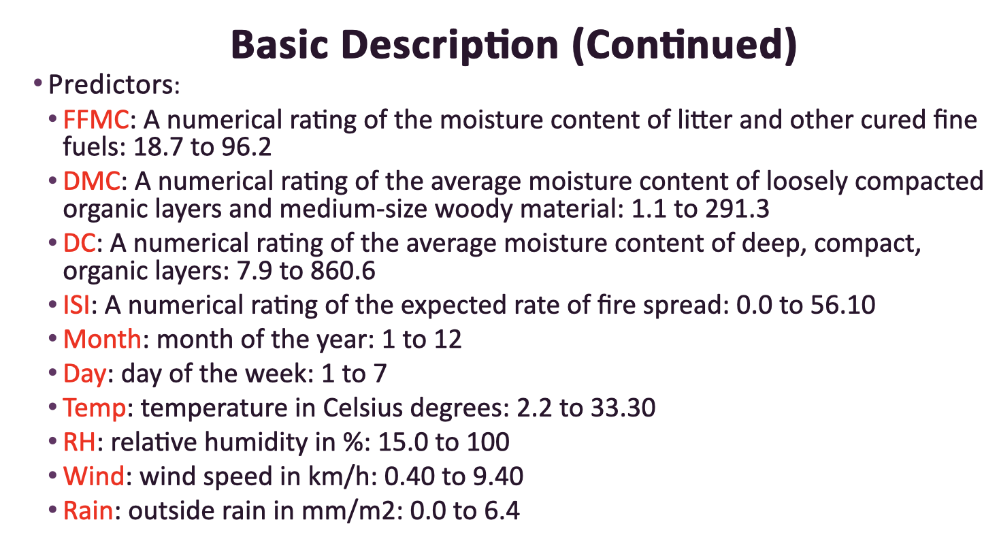 Basic Description (Continued)
• Predictors:
• FFMC: A numerical rating of the moisture content of litter and other cured fine
fuels: 18.7 to 96.2
• DMC: A numerical rating of the average moisture content of loosely compacted
organic layers and medium-size woody material: 1.1 to 291.3
• DC: A numerical rating of the average moisture content of deep, compact,
organic layers: 7.9 to 860.6
• ISI: A numerical rating of the expected rate of fire spread: 0.0 to 56.10
• Month: month of the year: 1 to 12
• Day: day of the week: 1 to 7
• Temp: temperature in Celsius degrees: 2.2 to 33.30
• RH: relative humidity in %: 15.0 to 100
• Wind: wind speed in km/h: 0.40 to 9.40
• Rain: outside rain in mm/m2: 0.0 to 6.4